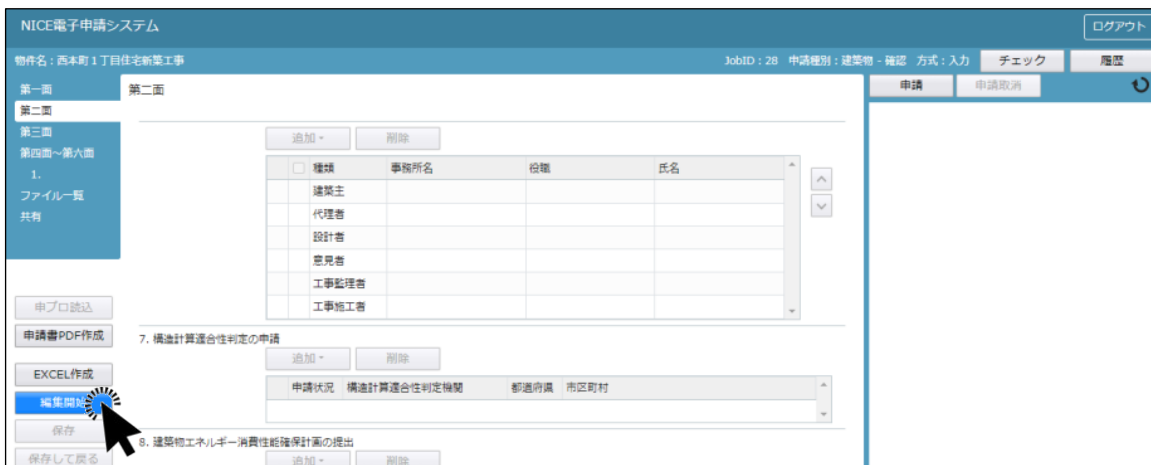 NICE電子申請システム
ログアウト
物件名：西本町１丁目住宅新築工事
JobID：28 申請種別：建築物 - 確認 方式：入力
チェック
履歴
第一面
第二面
第三面
第四面～第六面
1.
ファイル一覧
共有
申プロ読込
申請書PDF作成
EXCEL作成
編集開始
保存
保存して戻る
第二面
追加
削除
種類 事務所名 役職 氏名
建築主
代理者
設計者
意見者
工事監理者
工事施工者
7. 構造計算適合性判定の申請
追加
削除
申請状況 構造計算適合性判定機関 都道府県 市区町村
8. 建築物エネルギー消費性能確保計画の提出
追加
削除
申請
申請取消